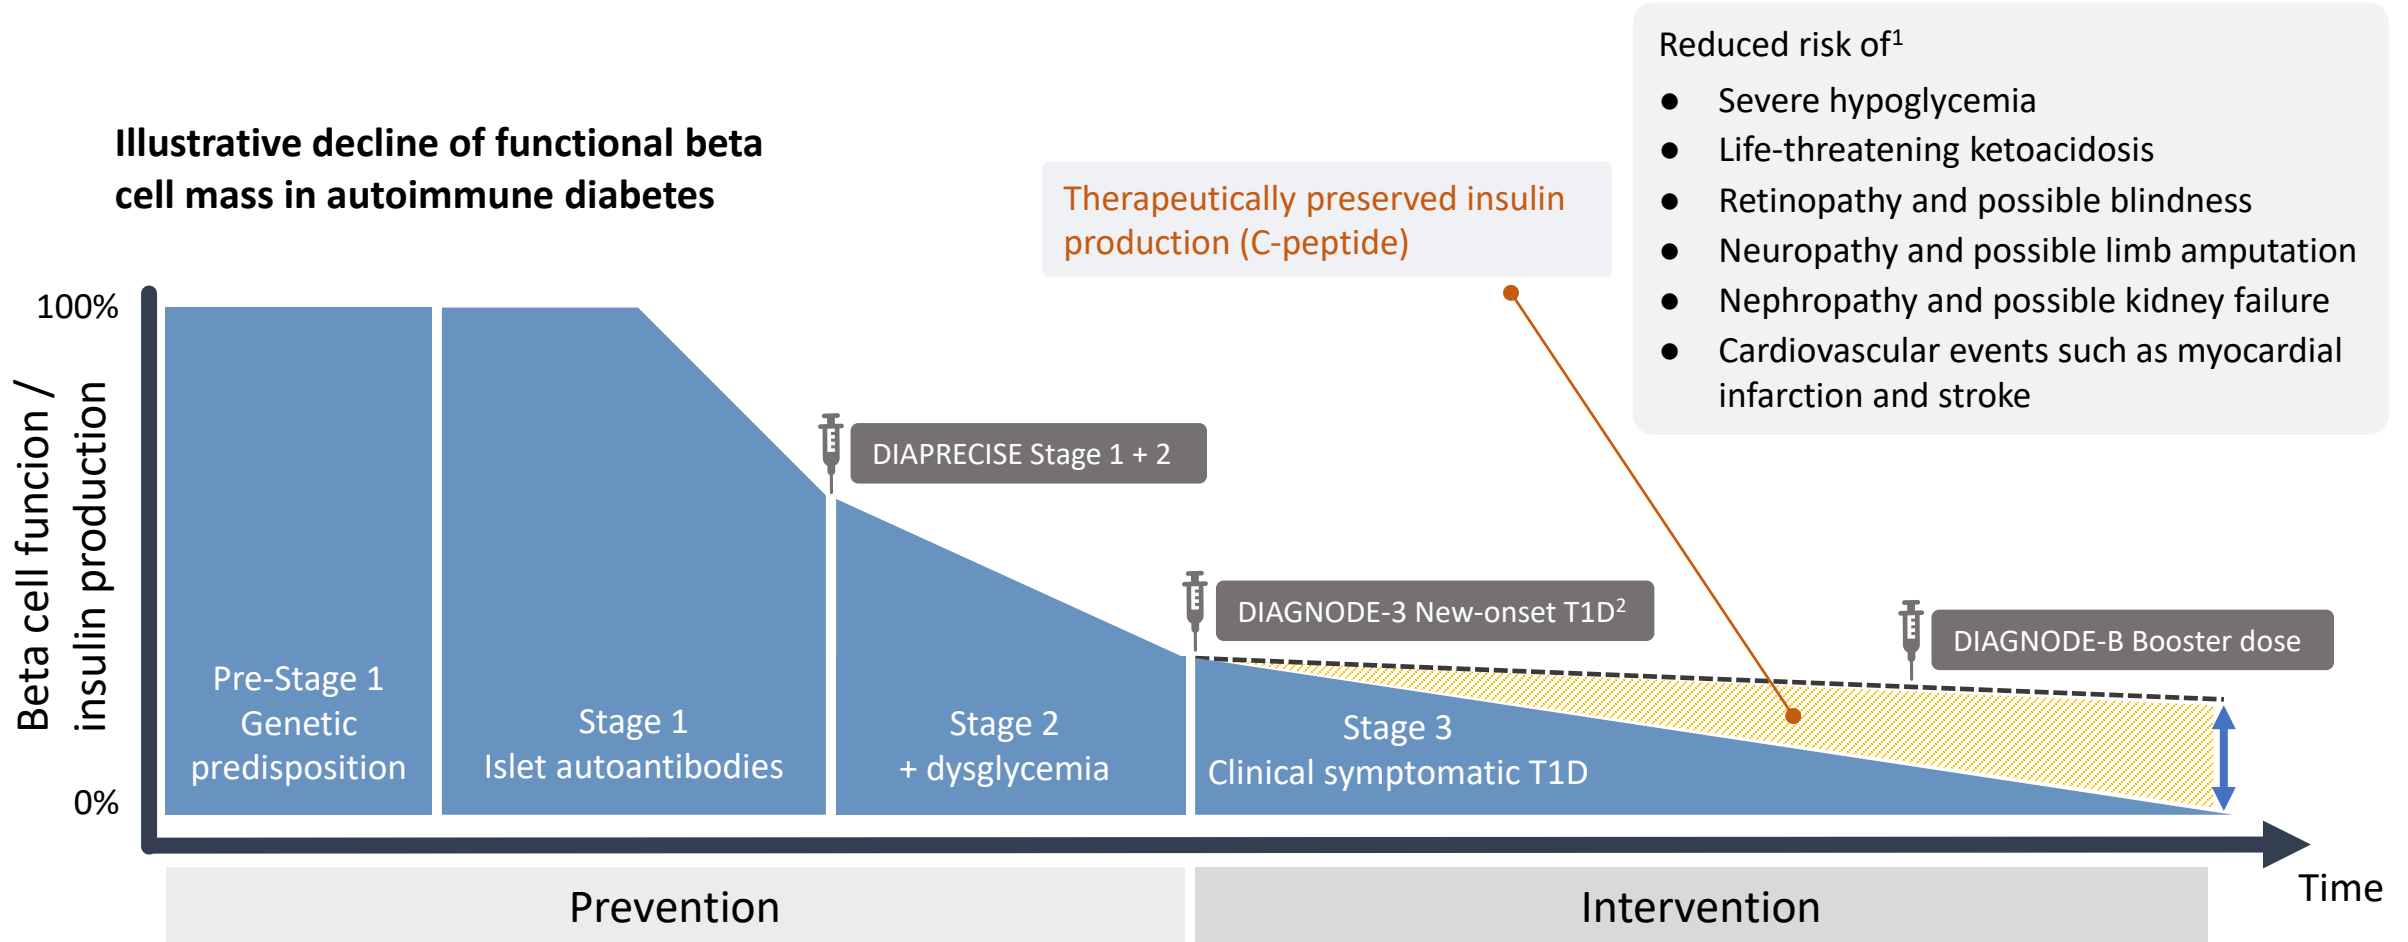 Illustrative decline of functional beta
cell mass in autoimmune diabetes
Therapeutically preserved insulin
production (C-peptide)
Reduced risk of¹
● Severe hypoglycemia
● Life-threatening ketoacidosis
● Retinopathy and possible blindness
● Neuropathy and possible limb amputation
● Nephropathy and possible kidney failure
● Cardiovascular events such as myocardial
infarction and stroke
Beta cell funcion /
insulin production
100%
0%
DIAPRECISE Stage 1 + 2
DIAGNODE-3 New-onset T1D²
DIAGNODE-B Booster dose
Pre-Stage 1
Genetic
predisposition
Stage 1
Islet autoantibodies
Stage 2
+ dysglycemia
Stage 3
Clinical symptomatic T1D
Time
Prevention
Intervention